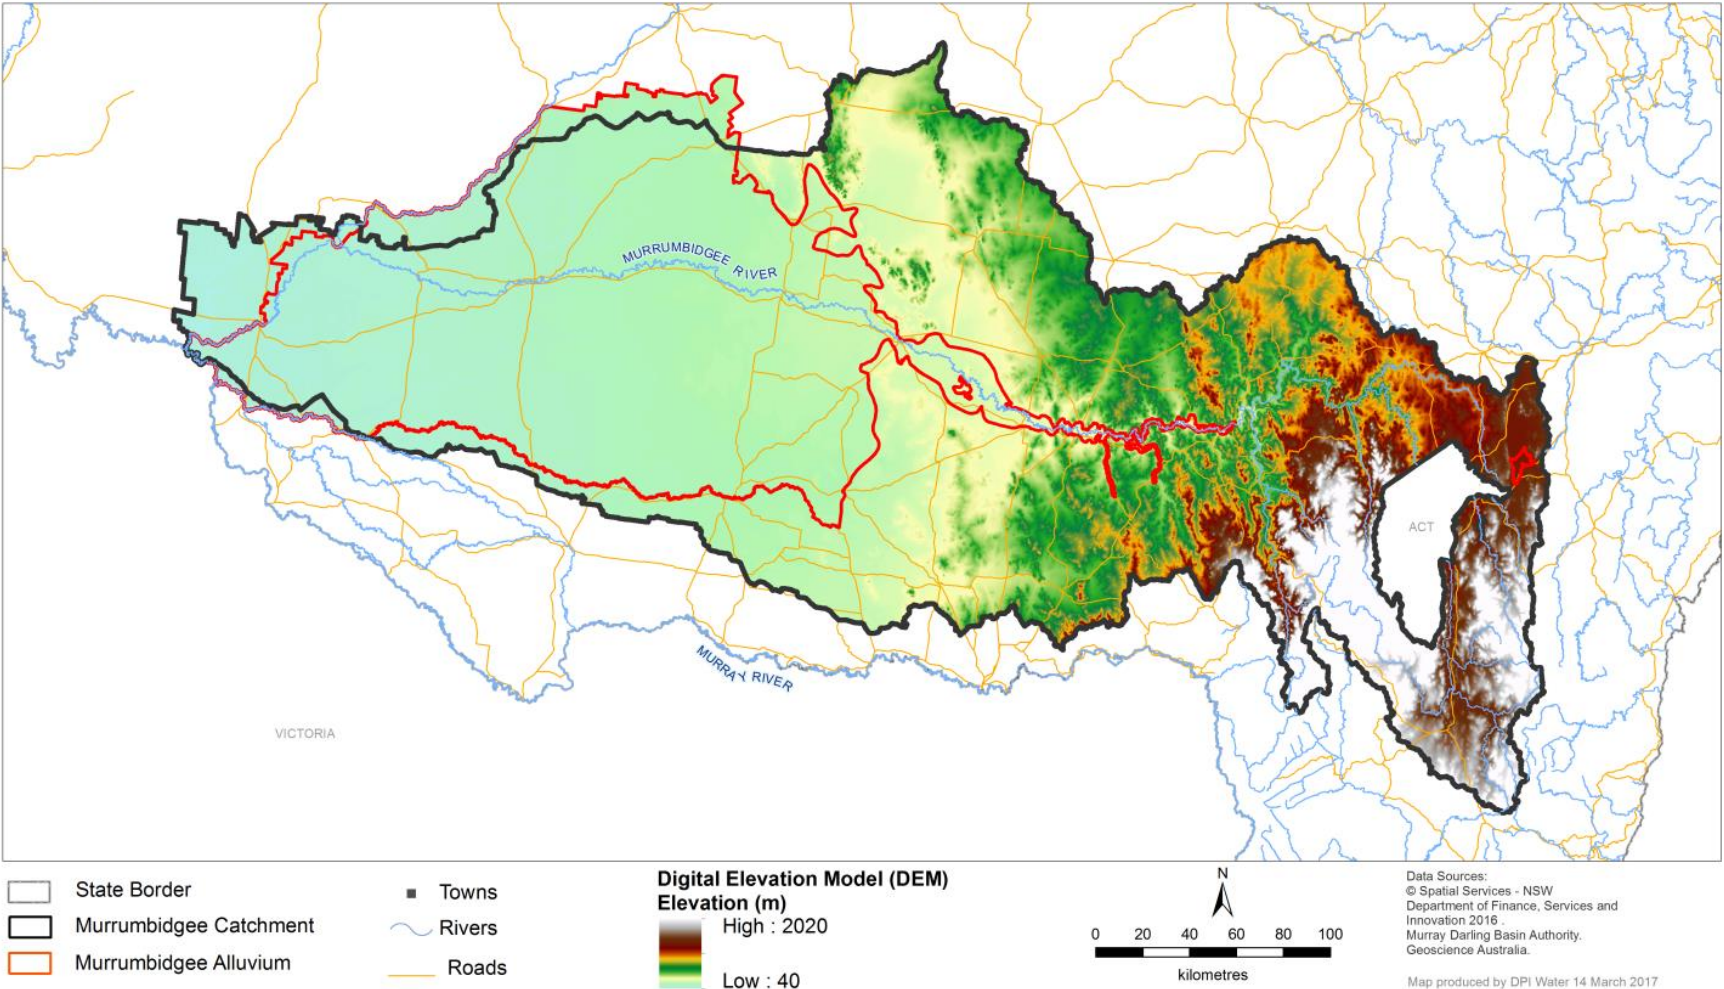 MURRUMBIDGEE RIVER
ACT
MURRAY RIVER
VICTORIA
State Border
Murrumbidgee Catchment
Murrumbidgee Alluvium
Towns
Rivers
Roads
Digital Elevation Model (DEM)
Elevation (m)
High : 2020
Low : 40
N
0 20 40 60 80 100
kilometres
Data Sources:
© Spatial Services - NSW
Department of Finance, Services and
Innovation 2016 .
Murray Darling Basin Authority.
Geoscience Australia.
Map produced by DPI Water 14 March 2017